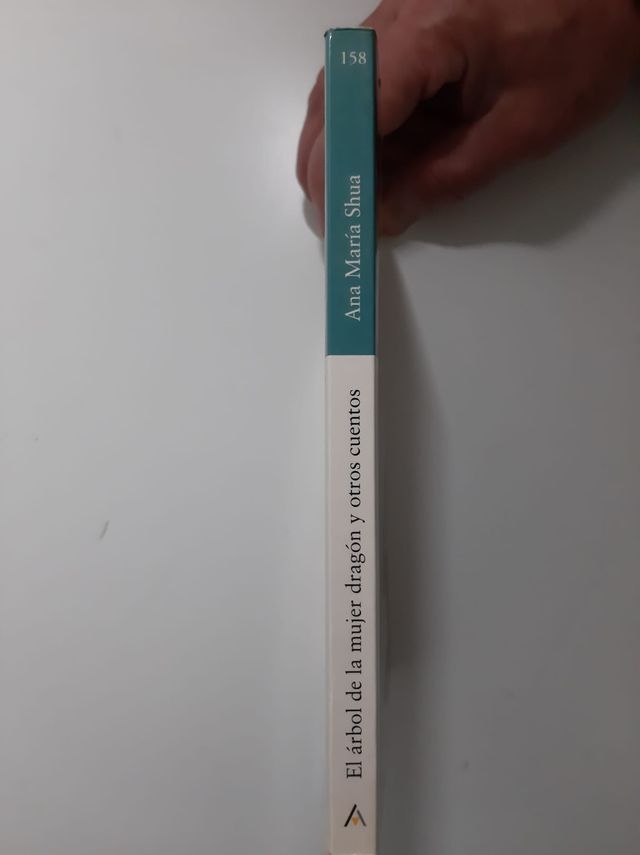 158
Ana María Shua
El árbol de la mujer dragón y otros cuentos